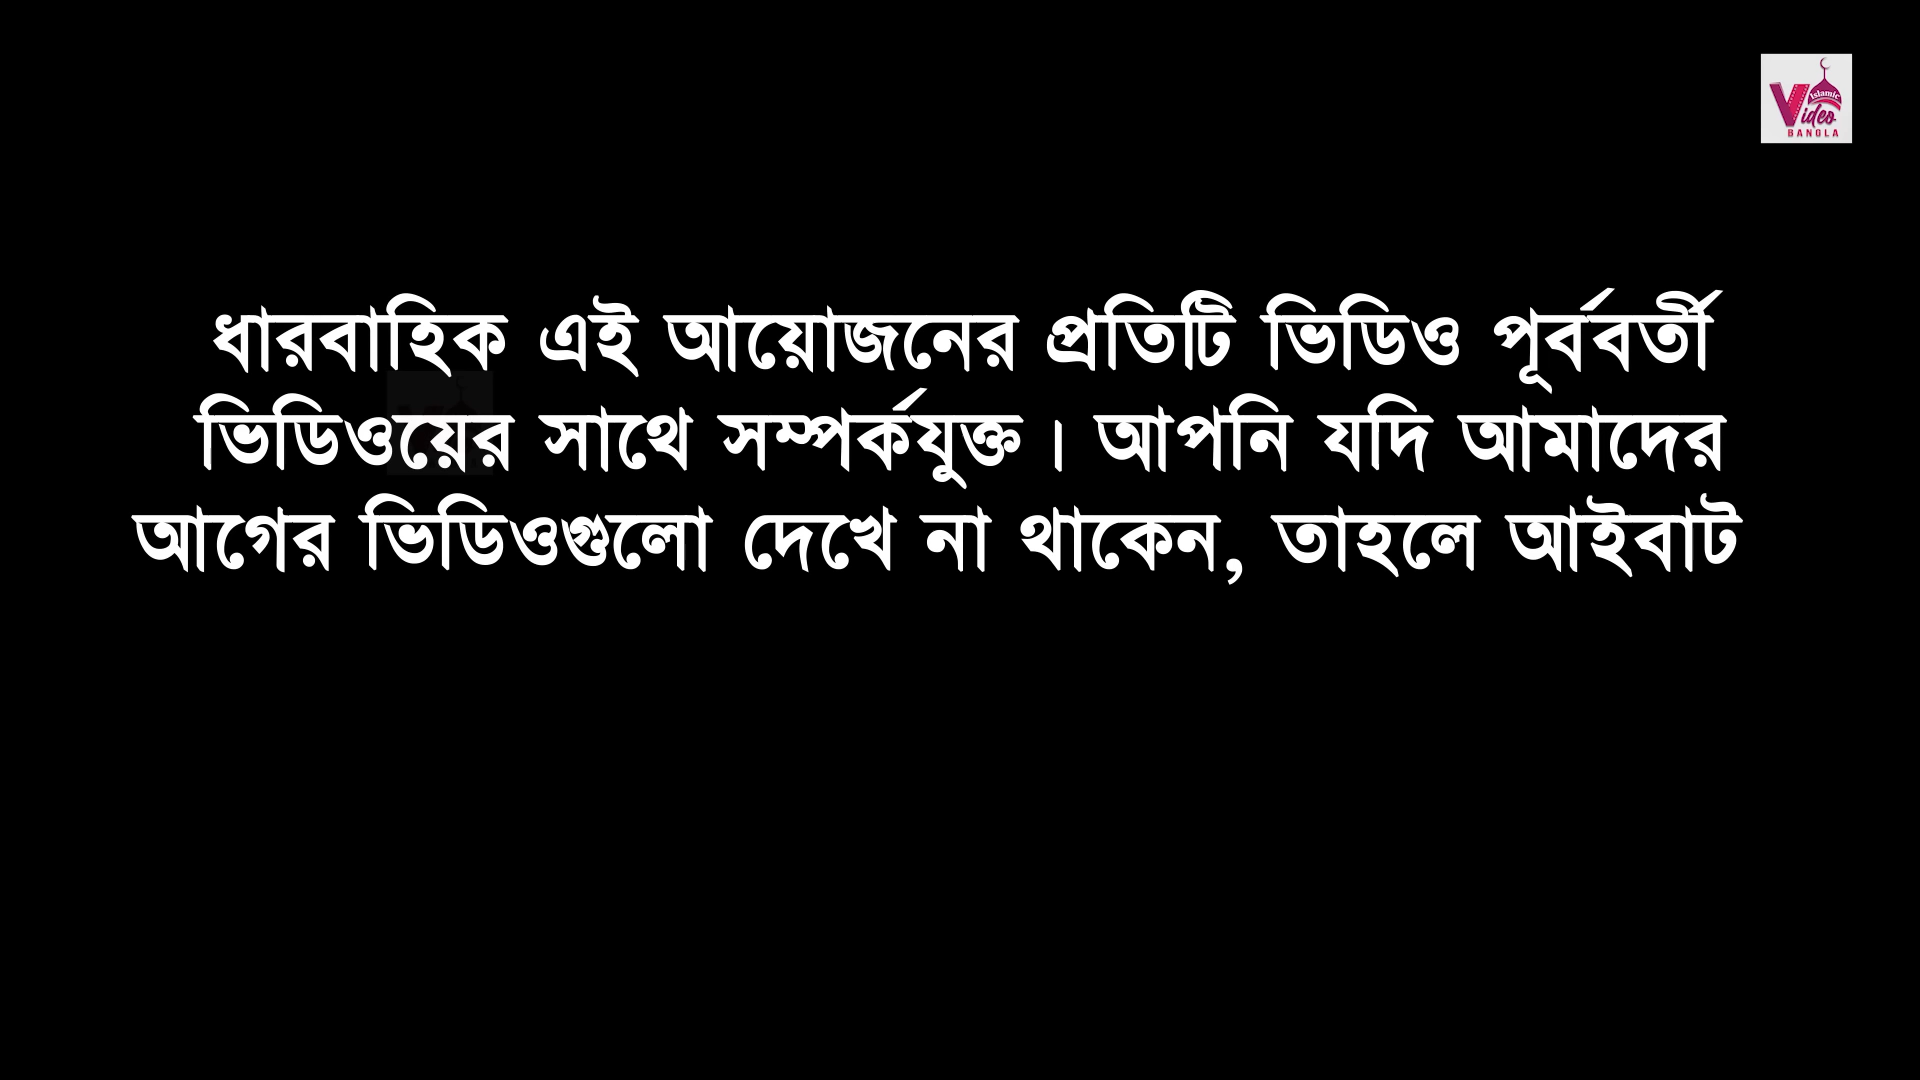 Islamic
Video
BANGLA
ধারবাহিক এই আয়োজনের প্রতিটি ভিডিও পূর্ববর্তী
ভিডিওয়ের সাথে সম্পর্কযুক্ত। আপনি যদি আমাদের
আগের ভিডিওগুলো দেখে না থাকেন, তাহলে আইবাট